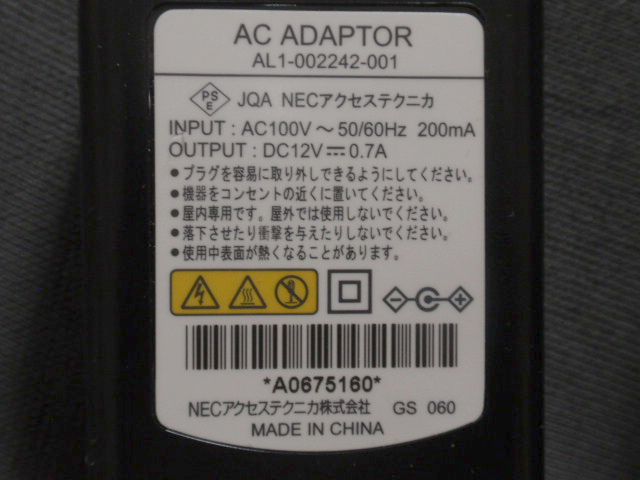 AC ADAPTOR
AL1-002242-001
PS
E
JQA NECアクセステクニカ
INPUT : AC100V ～ 50/60Hz 200mA
OUTPUT : DC12V⎓0.7A
●プラグを容易に取り外しできるようにしてください。
●機器をコンセントの近くに置いてください。
●屋内専用です。屋外では使用しないでください。
●落下させたり衝撃を与えたりしないでください。
●使用中表面が熱くなることがあります。
*A0675160*
NECアクセステクニカ株式会社 GS 060
MADE IN CHINA